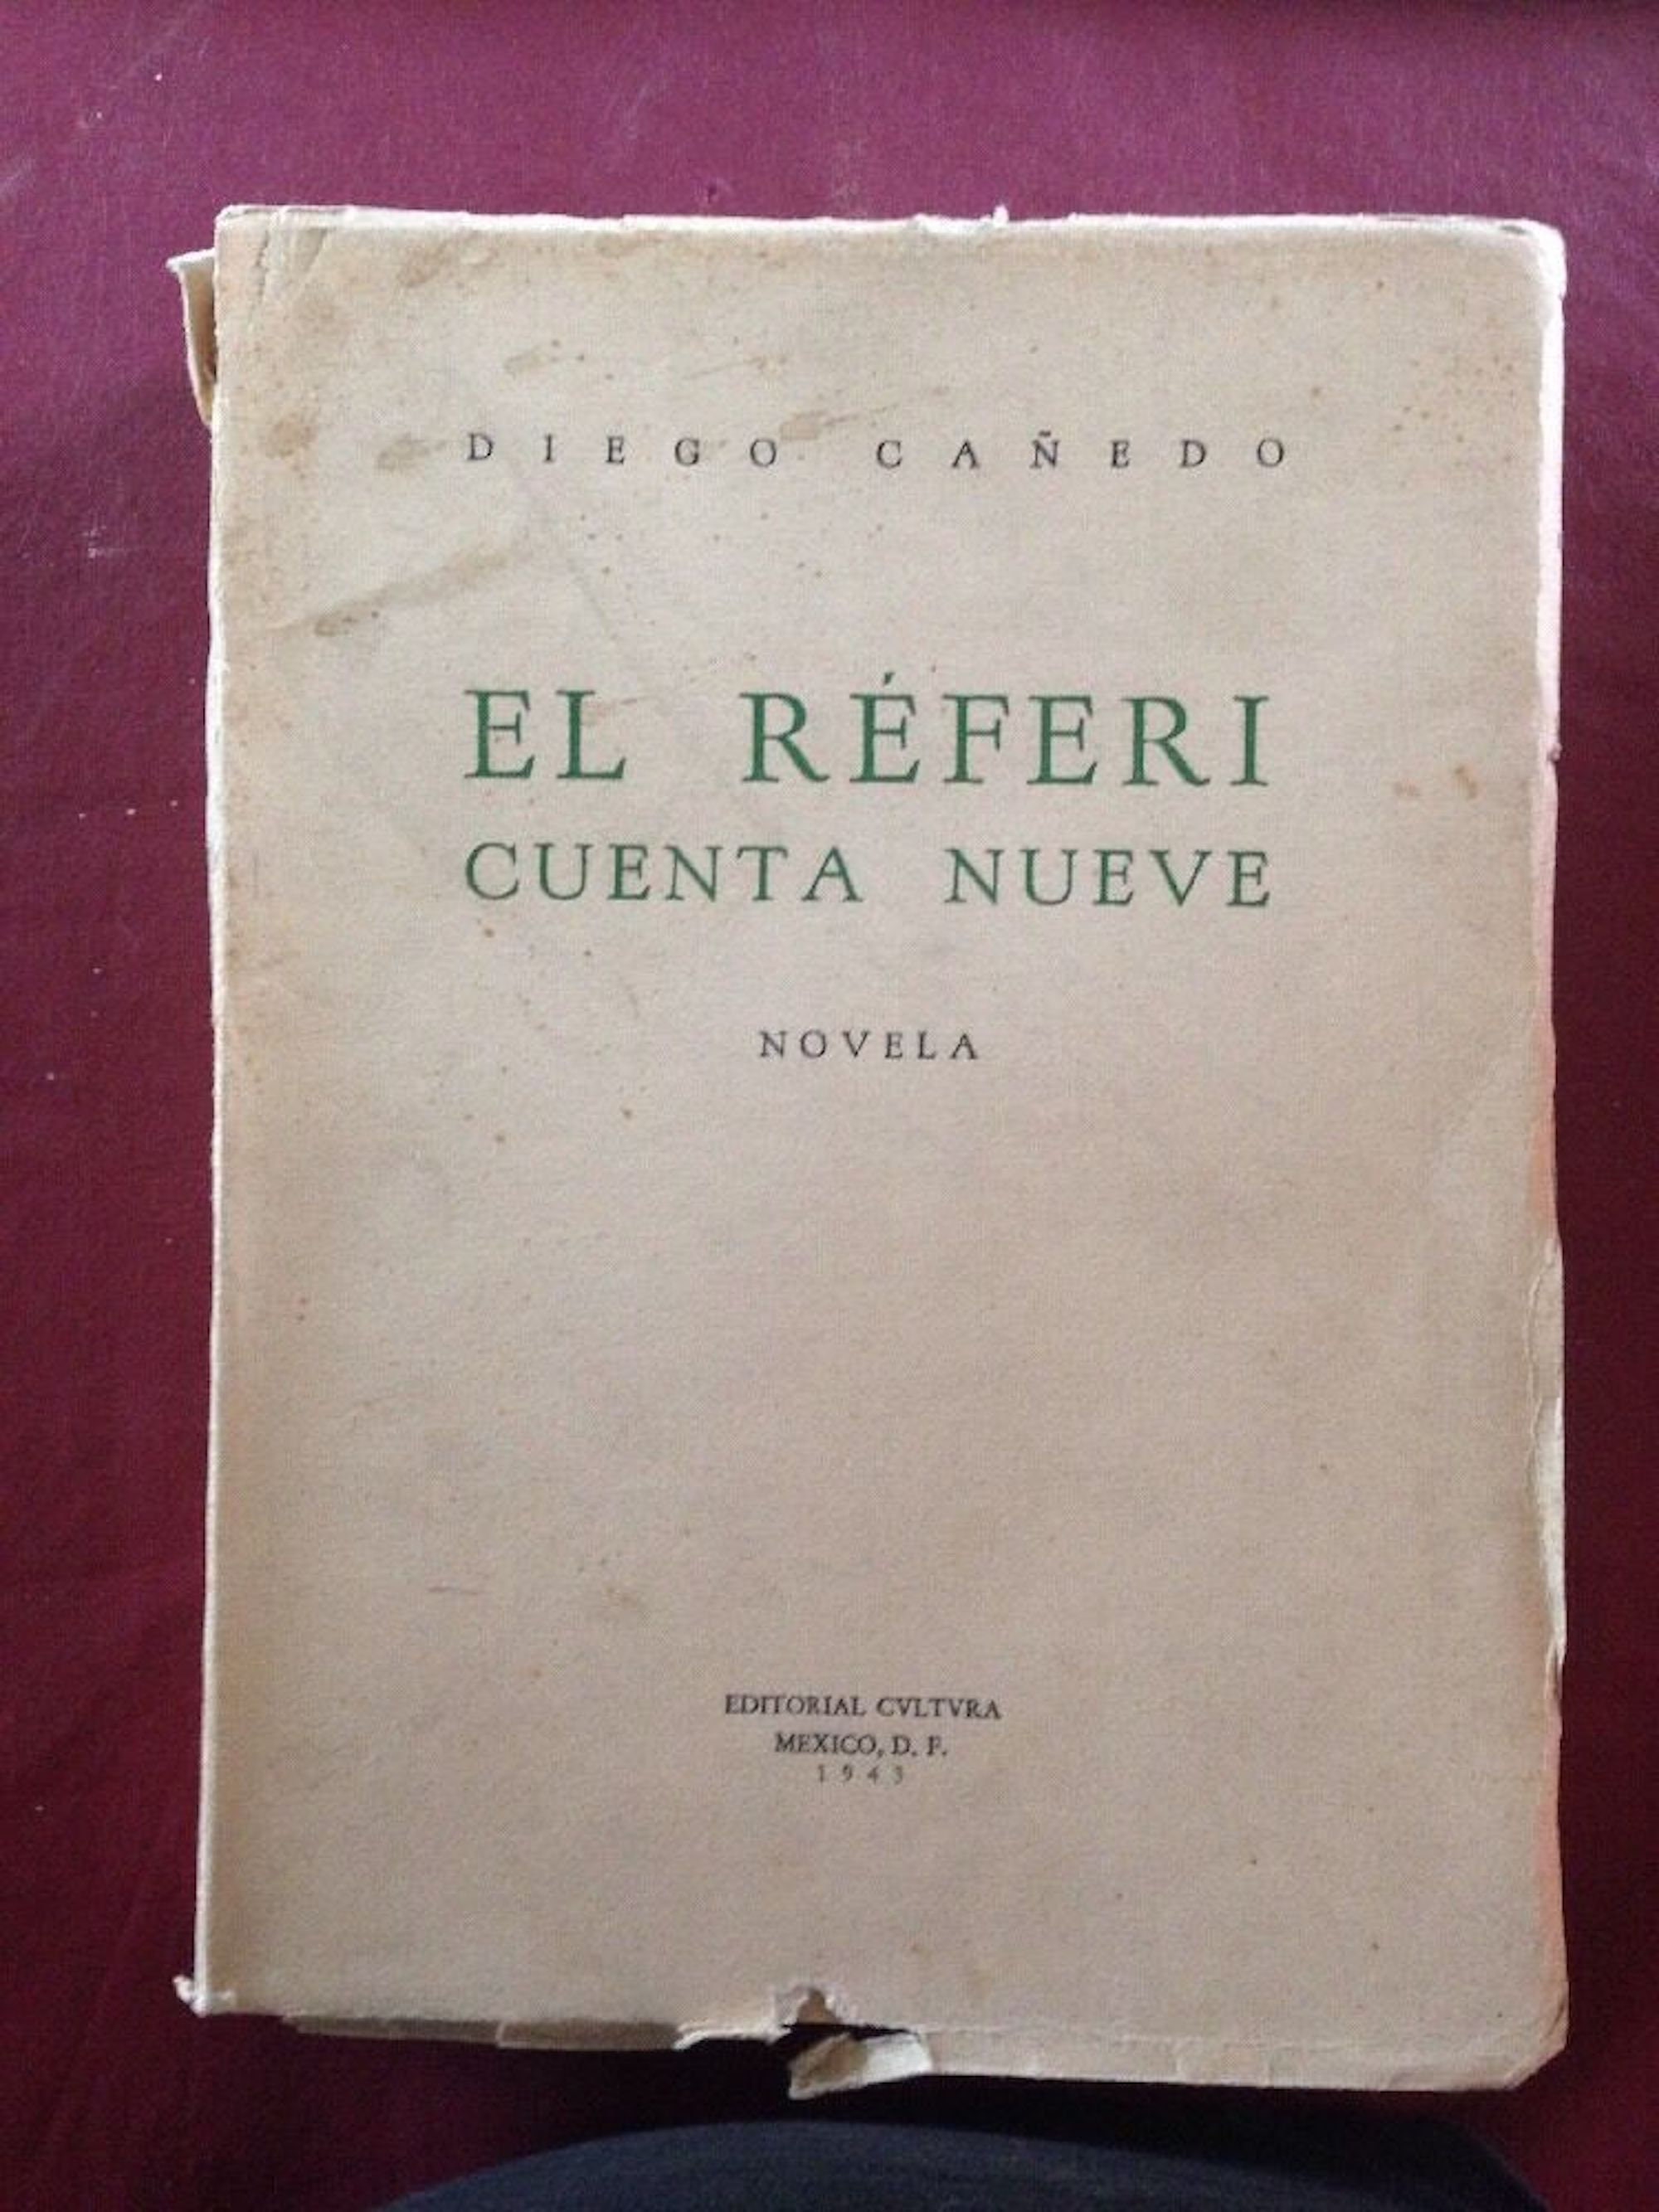 DIEGO CAÑEDO
EL RÉFERI
CUENTA NUEVE
NOVELA
EDITORIAL CVLTVRA
MEXICO, D. F.
1943